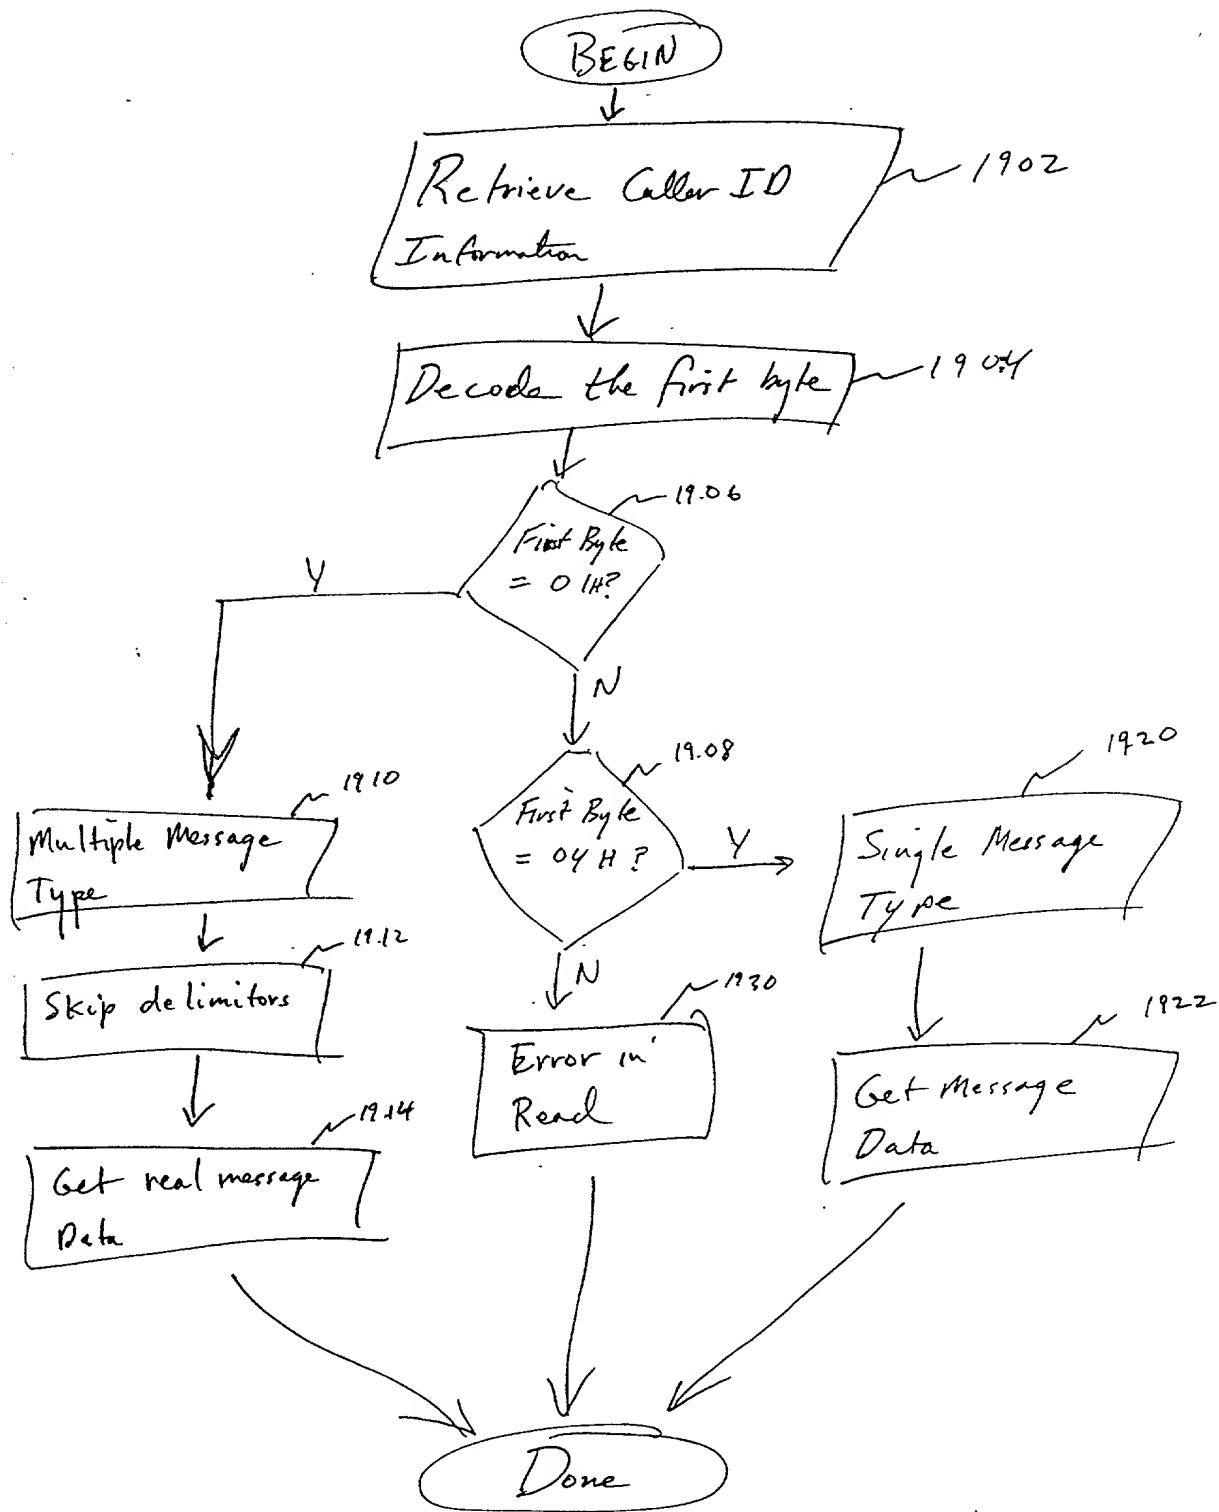 BEGIN
Retrieve Caller ID
Information
1902
Decode the first byte
1904
19.06
First Byte
= 01H?
Y
N
19.08
First Byte
= 04H?
Y
N
1910
Multiple Message
Type
19.12
Skip delimitors
19.14
Get real message
Data
1930
Error in
Read
1920
Single Message
Type
1922
Get Message
Data
Done